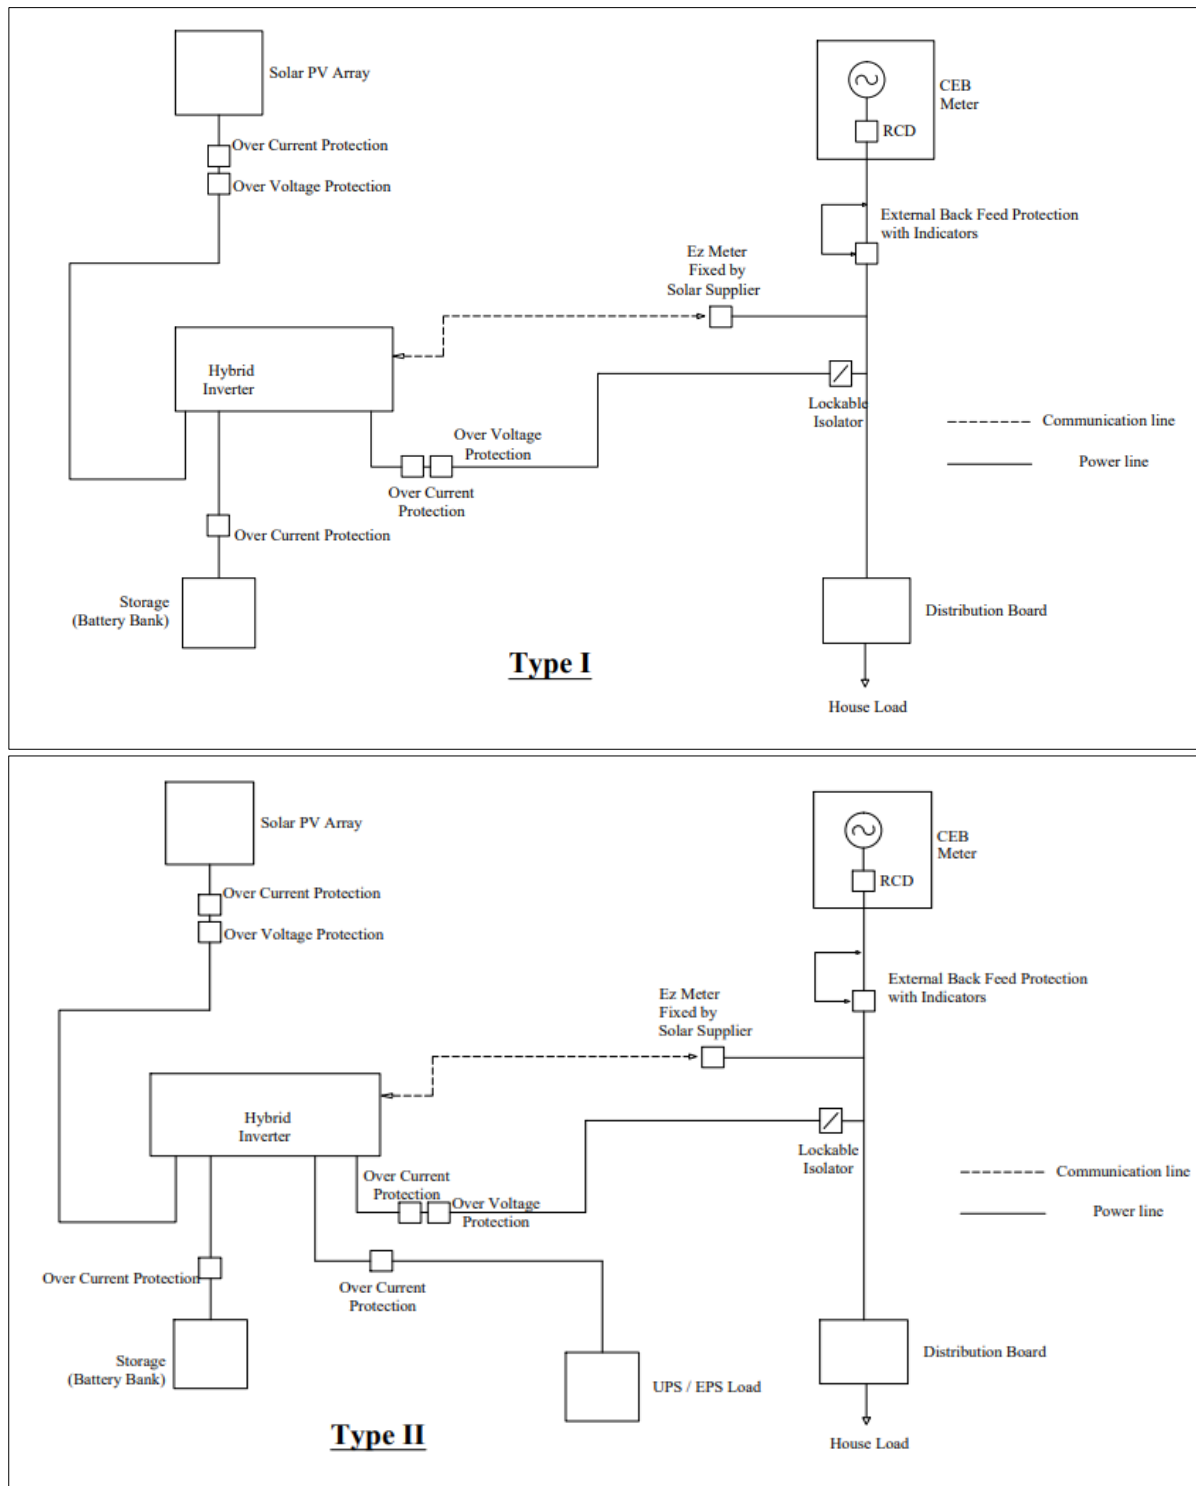 Solar PV Array
Over Current Protection
Over Voltage Protection
CEB
Meter
RCD
External Back Feed Protection
with Indicators
Ez Meter
Fixed by
Solar Supplier
Hybrid
Inverter
Lockable
Isolator
Over Voltage
Protection
Over Current
Protection
Communication line
Power line
Over Current Protection
Storage
(Battery Bank)
Distribution Board
Type I
House Load
Solar PV Array
Over Current Protection
Over Voltage Protection
CEB
Meter
RCD
External Back Feed Protection
with Indicators
Ez Meter
Fixed by
Solar Supplier
Hybrid
Inverter
Lockable
Isolator
Over Current
Protection
Over Voltage
Protection
Communication line
Power line
Over Current Protection
Over Current
Protection
Storage
(Battery Bank)
UPS / EPS Load
Distribution Board
Type II
House Load